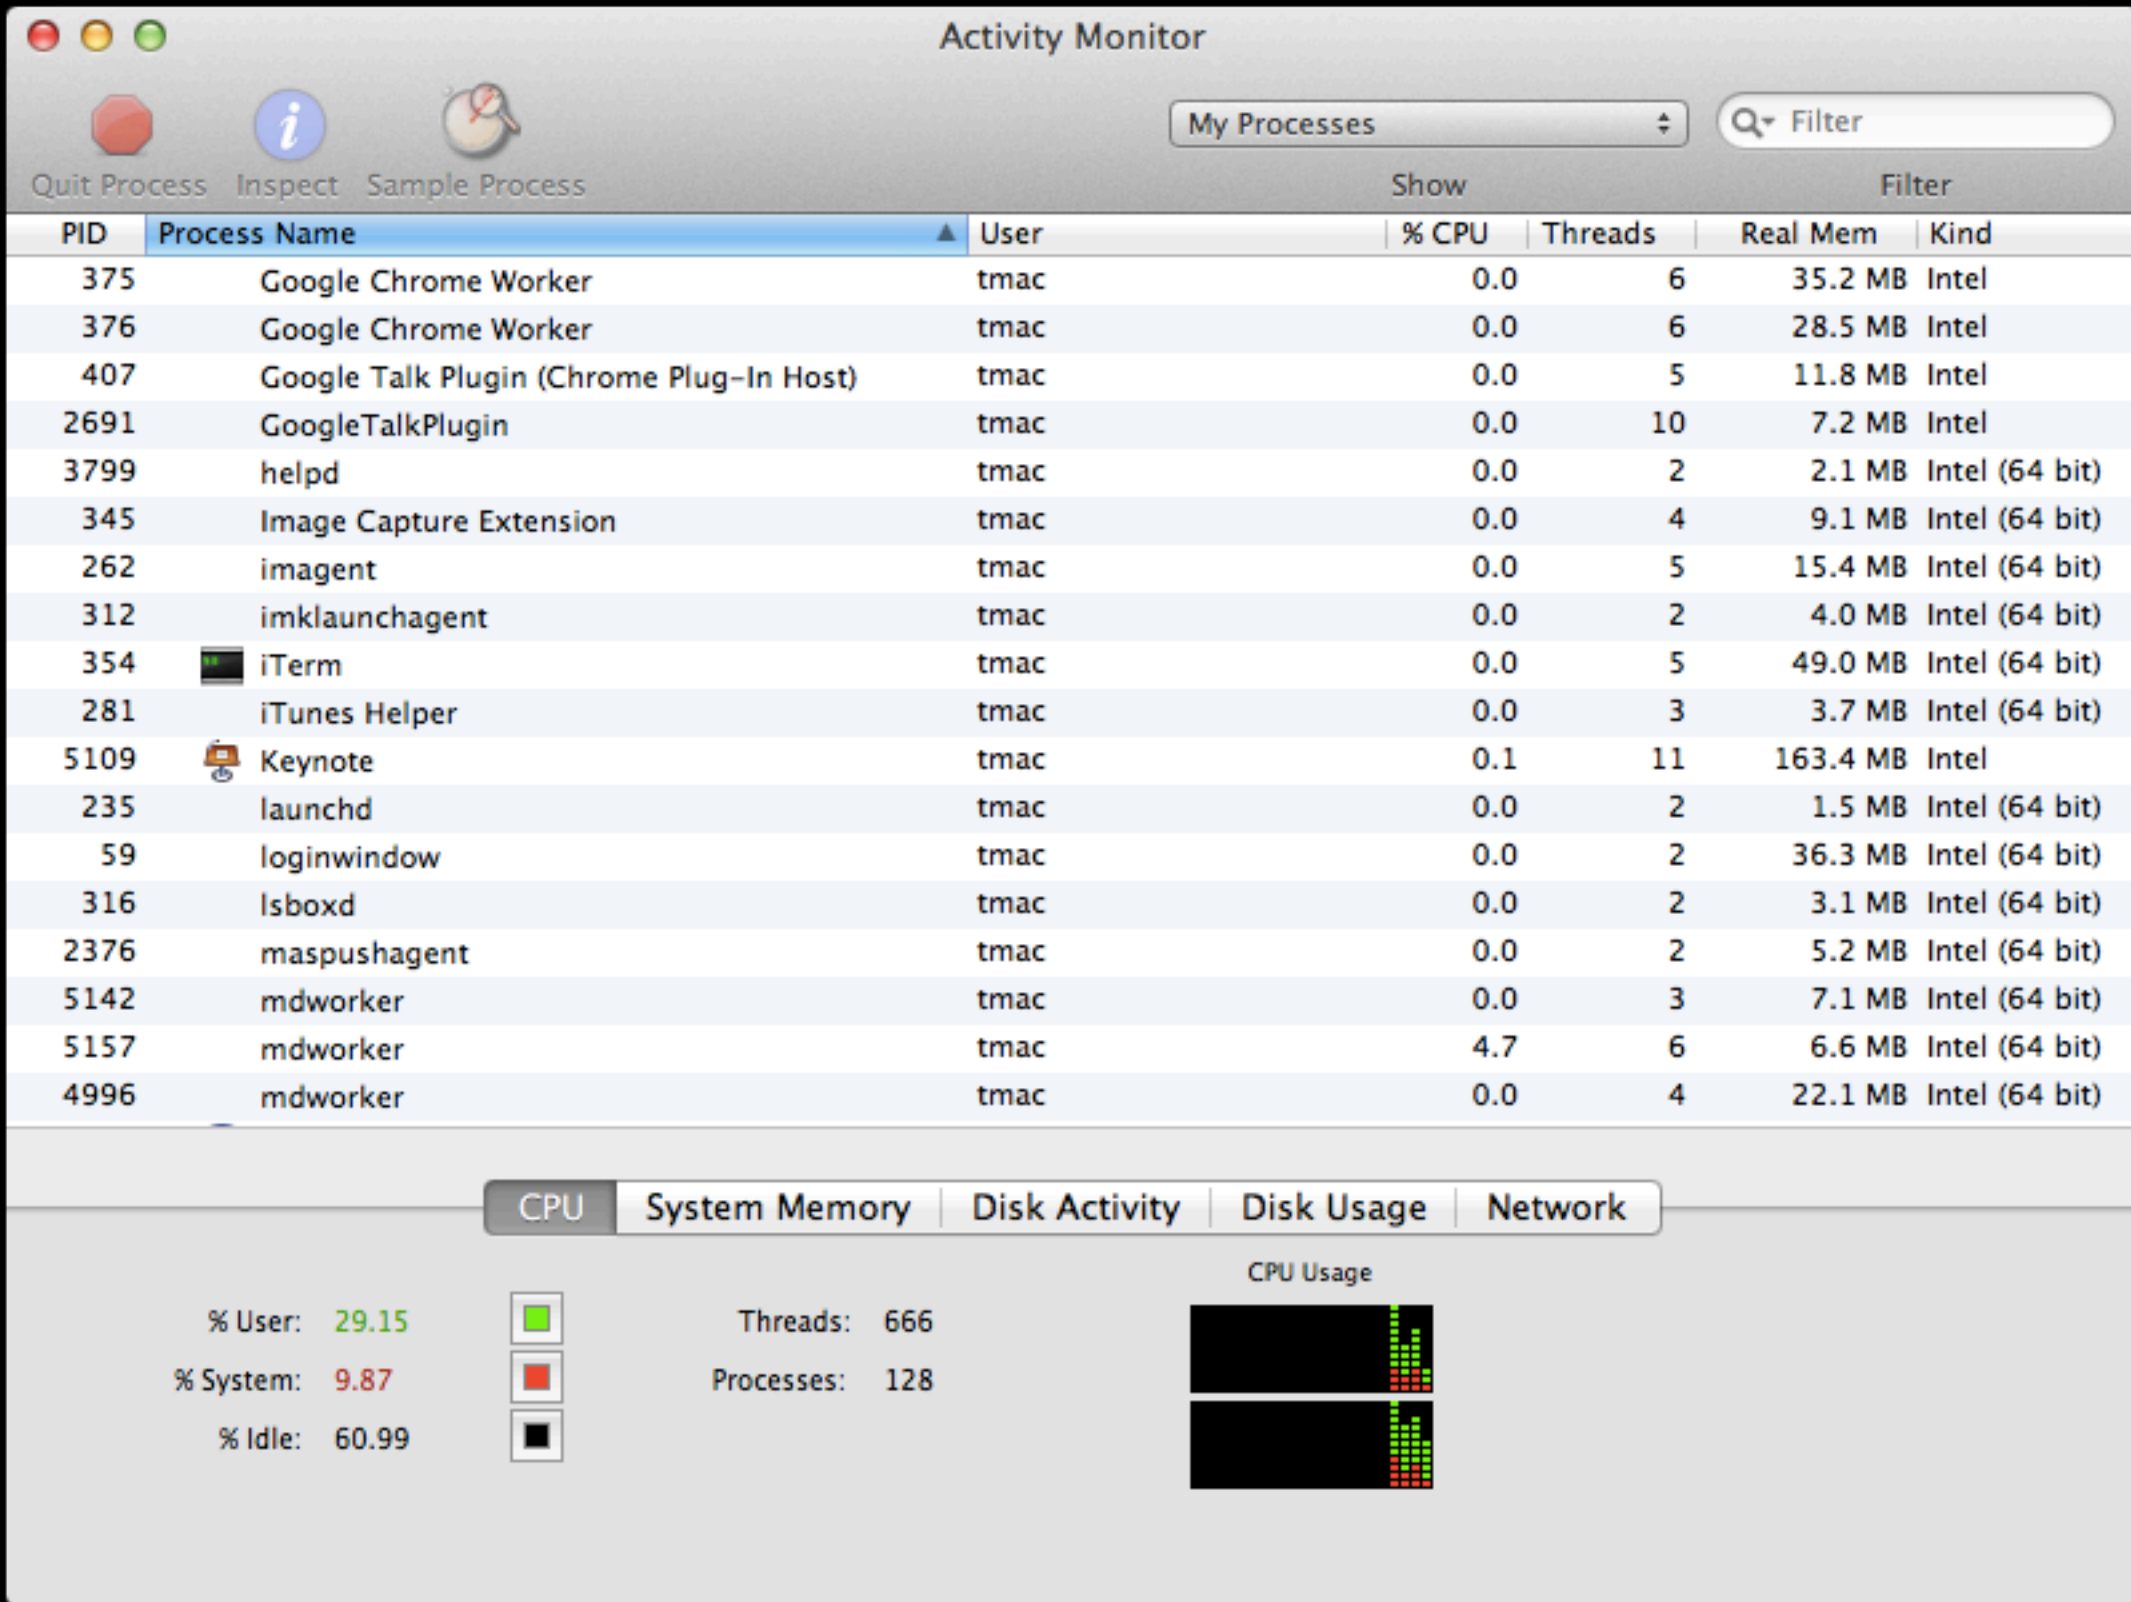 Activity Monitor
Quit Process Inspect Sample Process My Processes Show Filter Filter
PID Process Name User % CPU Threads Real Mem Kind
375 Google Chrome Worker tmac 0.0 6 35.2 MB Intel
376 Google Chrome Worker tmac 0.0 6 28.5 MB Intel
407 Google Talk Plugin (Chrome Plug-In Host) tmac 0.0 5 11.8 MB Intel
2691 GoogleTalkPlugin tmac 0.0 10 7.2 MB Intel
3799 helpd tmac 0.0 2 2.1 MB Intel (64 bit)
345 Image Capture Extension tmac 0.0 4 9.1 MB Intel (64 bit)
262 imagent tmac 0.0 5 15.4 MB Intel (64 bit)
312 imklaunchagent tmac 0.0 2 4.0 MB Intel (64 bit)
354 iTerm tmac 0.0 5 49.0 MB Intel (64 bit)
281 iTunes Helper tmac 0.0 3 3.7 MB Intel (64 bit)
5109 Keynote tmac 0.1 11 163.4 MB Intel
235 launchd tmac 0.0 2 1.5 MB Intel (64 bit)
59 loginwindow tmac 0.0 2 36.3 MB Intel (64 bit)
316 lsboxd tmac 0.0 2 3.1 MB Intel (64 bit)
2376 maspushagent tmac 0.0 2 5.2 MB Intel (64 bit)
5142 mdworker tmac 0.0 3 7.1 MB Intel (64 bit)
5157 mdworker tmac 4.7 6 6.6 MB Intel (64 bit)
4996 mdworker tmac 0.0 4 22.1 MB Intel (64 bit)
CPU System Memory Disk Activity Disk Usage Network
CPU Usage
% User: 29.15 Threads: 666
% System: 9.87 Processes: 128
% Idle: 60.99